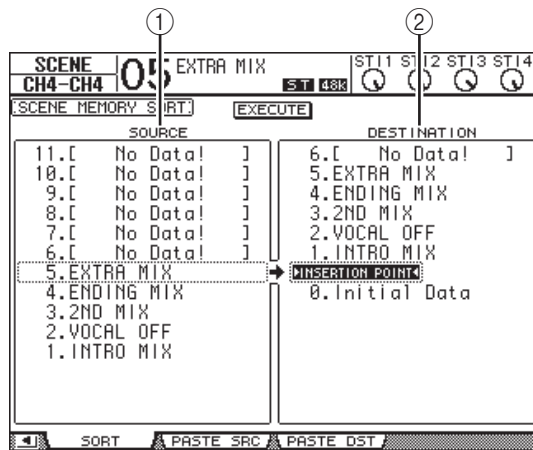 ① ②
SCENE 05 EXTRA MIX ST 48K ST11 ST12 ST13 ST14
CH4-CH4
SCENE MEMORY SORT EXECUTE
SOURCE
11.[ No Data! ]
10.[ No Data! ]
9.[ No Data! ]
8.[ No Data! ]
7.[ No Data! ]
6.[ No Data! ]
5.EXTRA MIX
4.ENDING MIX
3.2ND MIX
2.VOCAL OFF
1.INTRO MIX
DESTINATION
6.[ No Data! ]
5.EXTRA MIX
4.ENDING MIX
3.2ND MIX
2.VOCAL OFF
1.INTRO MIX
INSERTION POINT
0.Initial Data
SORT PASTE SRC PASTE DST